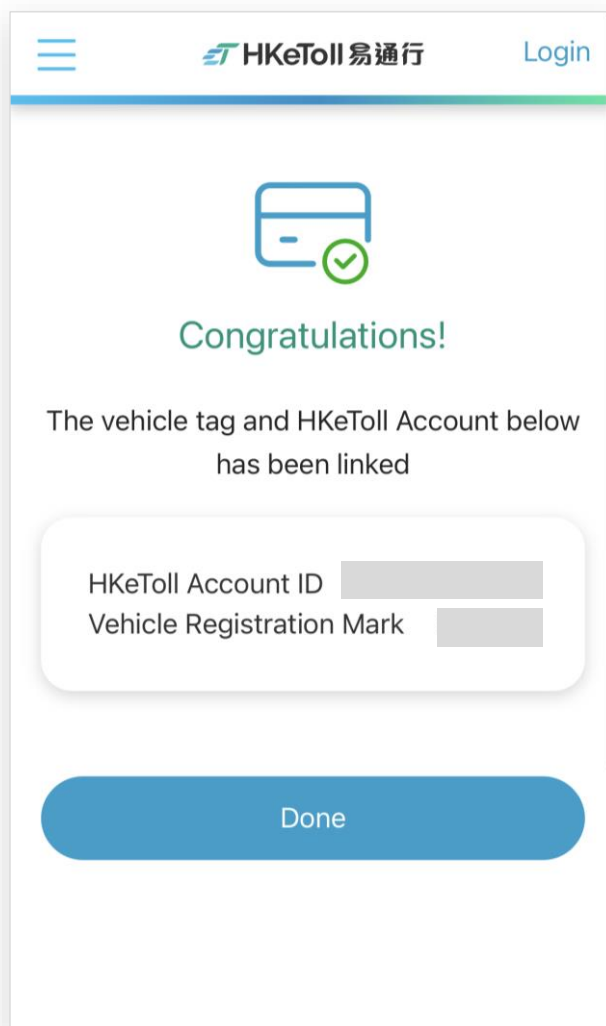 HKeToll 易通行
Login
Congratulations!
The vehicle tag and HKeToll Account below
has been linked
HKeToll Account ID
Vehicle Registration Mark
Done